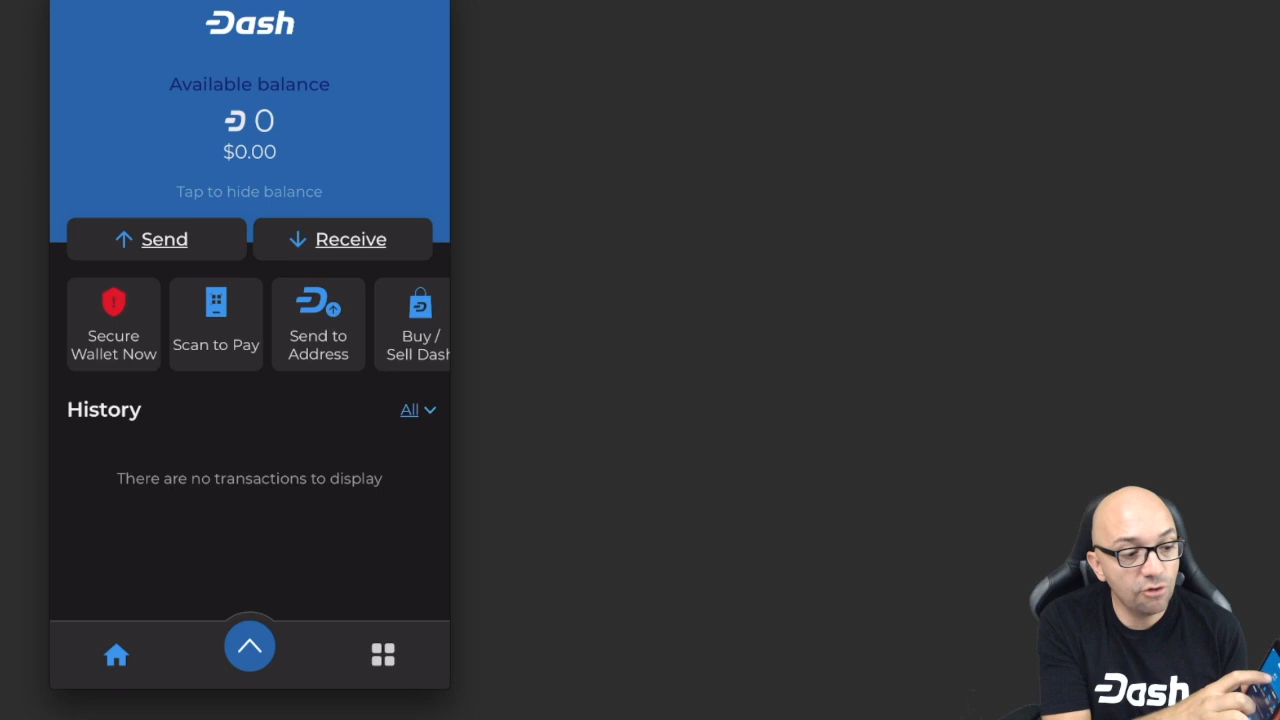 Dash
Available balance
0
$0.00
Tap to hide balance
Send
Receive
Secure
Wallet Now
Scan to Pay
Send to
Address
Buy /
Sell Dash
History
All
There are no transactions to display
Dash